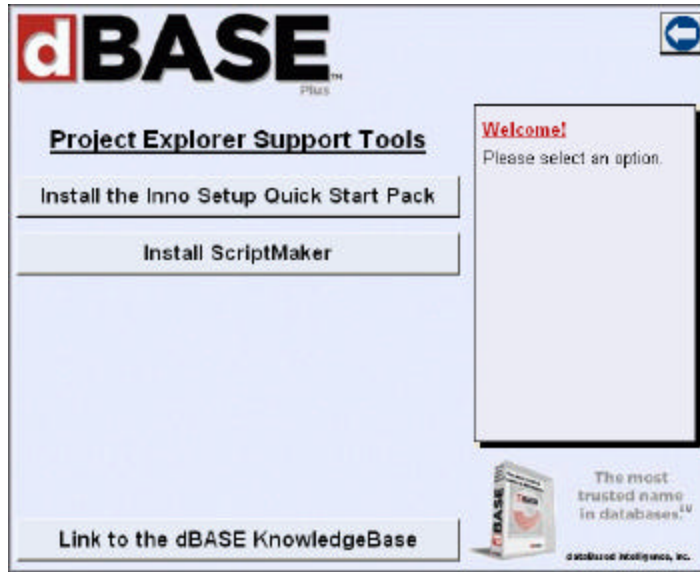 dBASE™
Plus
Project Explorer Support Tools
Install the Inno Setup Quick Start Pack
Install ScriptMaker
Link to the dBASE KnowledgeBase
Welcome!
Please select an option.
dBASE
The most
trusted name
in databases.
dataBased Intelligence, Inc.